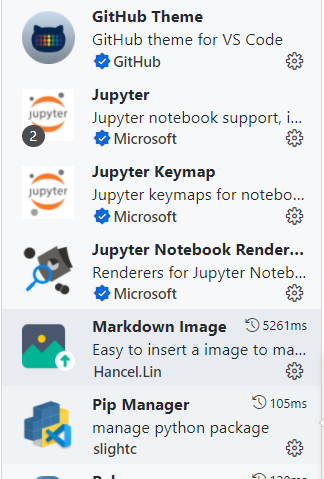 GitHub Theme
GitHub theme for VS Code
GitHub
jupyter
2
Jupyter
Jupyter notebook support, i...
Microsoft
jupyter
Jupyter Keymap
Jupyter keymaps for notebo...
Microsoft
Jupyter Notebook Render...
Renderers for Jupyter Noteb...
Microsoft
Markdown Image 5261ms
Easy to insert a image to ma...
Hancel.Lin
Pip Manager 105ms
manage python package
slightc